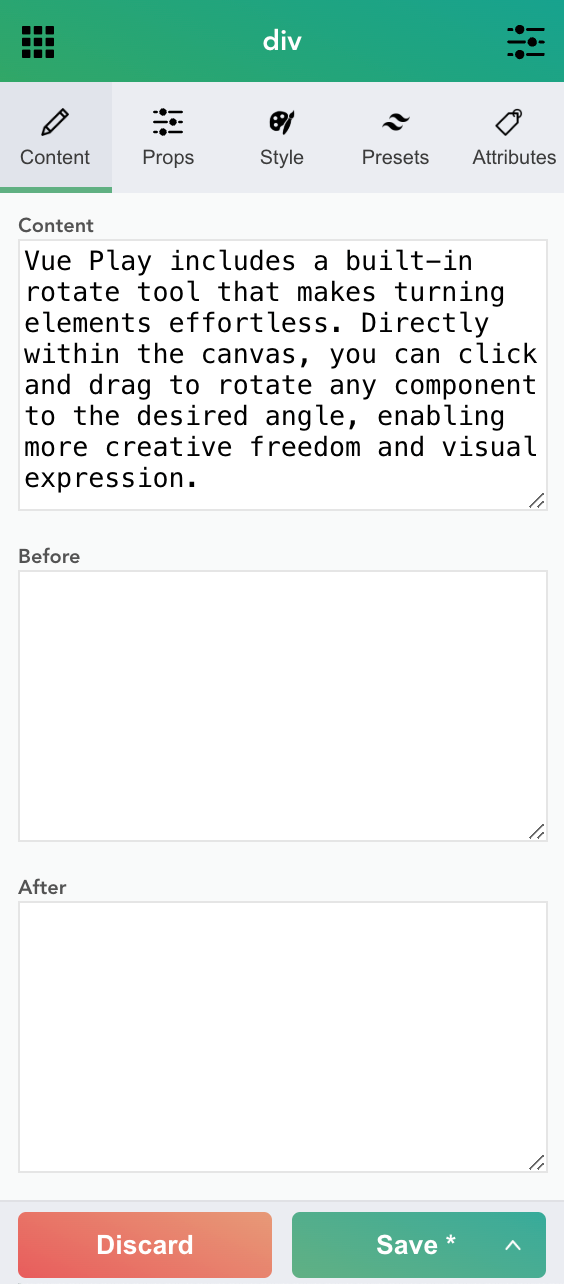 div
Content Props Style Presets Attributes
Content
Vue Play includes a built-in
rotate tool that makes turning
elements effortless. Directly
within the canvas, you can click
and drag to rotate any component
to the desired angle, enabling
more creative freedom and visual
expression.
Before
After
Discard Save *